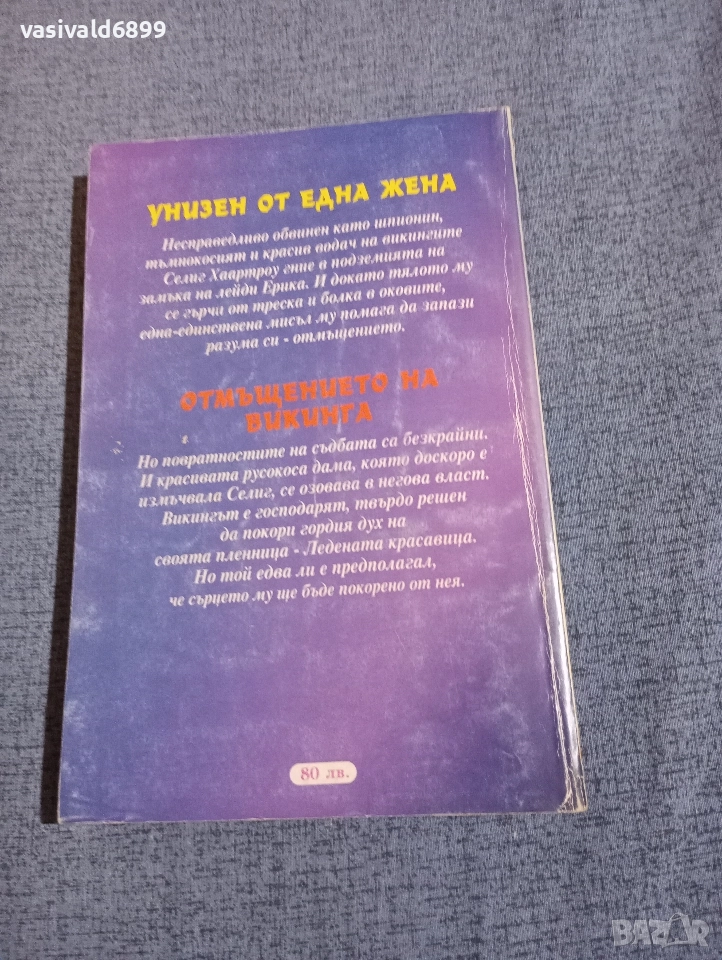 vasivald6899
УНИЗЕН ОТ ЕДНА ЖЕНА
Несправедливо обвинен като шпионин,
тъмнокосият и красив водач на викингите
Селиг Хаартроу гние в подземията на
замъка на лейди Ерика. И докато тялото му
се гърчи от треска и болка в оковите,
една-единствена мисъл му помага да запази
разума си - отмъщението.
ОТМЪЩЕНИЕТО НА
ВИКИНГА
Но повратностите на съдбата са безкрайни.
И красивата русокоса дама, която доскоро е
измъчвала Селиг, се озовава в негова власт.
Викингът е господарят, твърдо решен
да покори гордия дух на
своята пленница - Ледената красавица.
Но той едва ли е предполагал,
че сърцето му ще бъде покорено от нея.
80 лв.
BAZAR